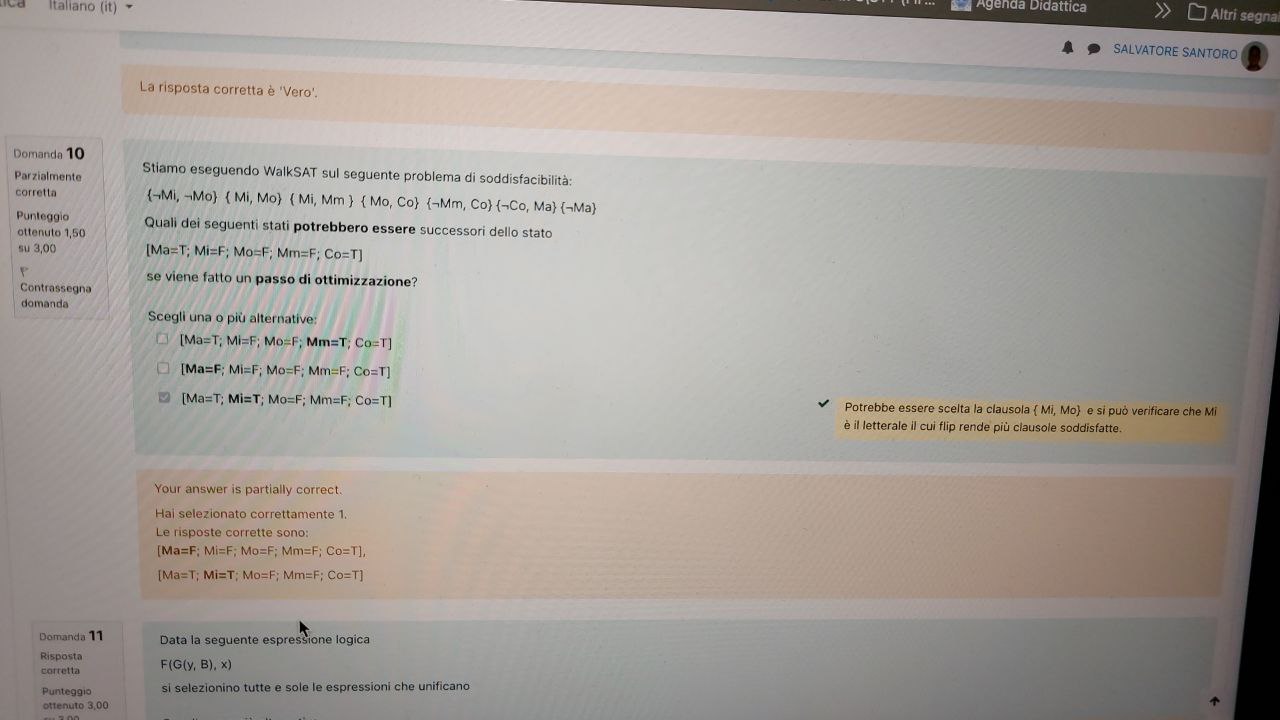 Italiano (it)
Agenda Didattica
Altri segna
SALVATORE SANTORO
La risposta corretta è 'Vero'.
Domanda 10
Parzialmente
corretta
Punteggio
ottenuto 1,50
su 3,00
Contrassegna
domanda
Stiamo eseguendo WalkSAT sul seguente problema di soddisfacibilità:
{¬Mi, ¬Mo} { Mi, Mo} { Mi, Mm } { Mo, Co} {¬Mm, Co} {¬Co, Ma} {¬Ma}
Quali dei seguenti stati potrebbero essere successori dello stato
[Ma=T; Mi=F; Mo=F; Mm=F; Co=T]
se viene fatto un passo di ottimizzazione?
Scegli una o più alternative:
[Ma=T; Mi=F; Mo=F; Mm=T; Co=T]
[Ma=F; Mi=F; Mo=F; Mm=F; Co=T]
[Ma=T; Mi=T; Mo=F; Mm=F; Co=T]
Potrebbe essere scelta la clausola { Mi, Mo} e si può verificare che Mi
è il letterale il cui flip rende più clausole soddisfatte.
Your answer is partially correct.
Hai selezionato correttamente 1.
Le risposte corrette sono:
[Ma=F; Mi=F; Mo=F; Mm=F; Co=T],
[Ma=T; Mi=T; Mo=F; Mm=F; Co=T]
Domanda 11
Risposta
corretta
Punteggio
ottenuto 3,00
su 3,00
Data la seguente espressione logica
F(G(y, B), x)
si selezionino tutte e sole le espressioni che unificano